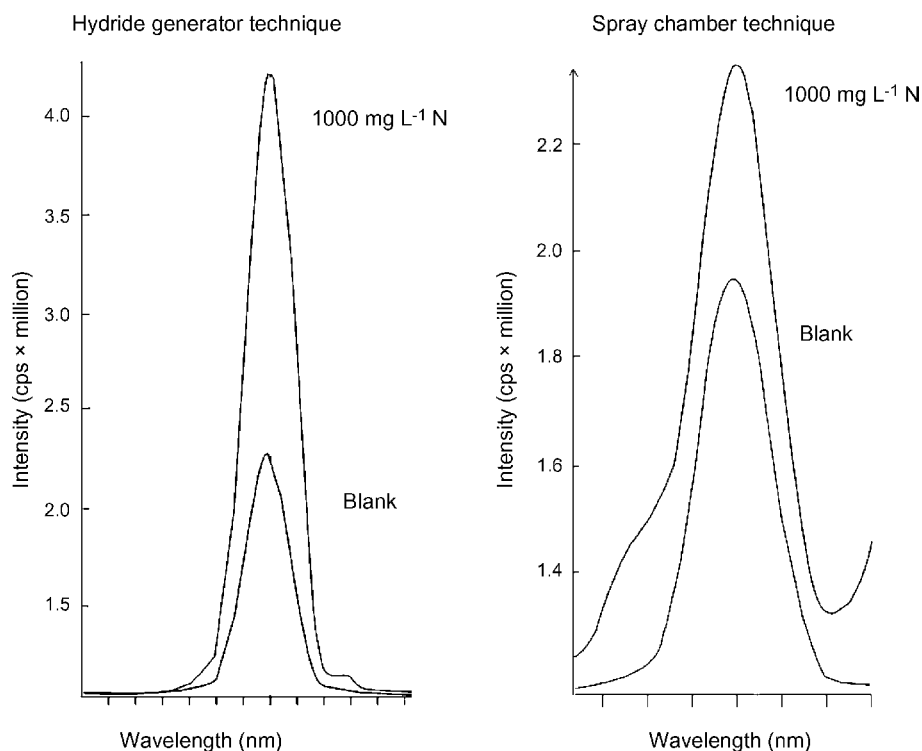 Hydride generator technique
4.0
3.5
3.0
2.5
2.0
1.5
Intensity (cps × million)
1000 mg L-1 N
Blank
Wavelength (nm)
Spray chamber technique
2.2
2.0
1.8
1.6
1.4
Intensity (cps × million)
1000 mg L-1 N
Blank
Wavelength (nm)